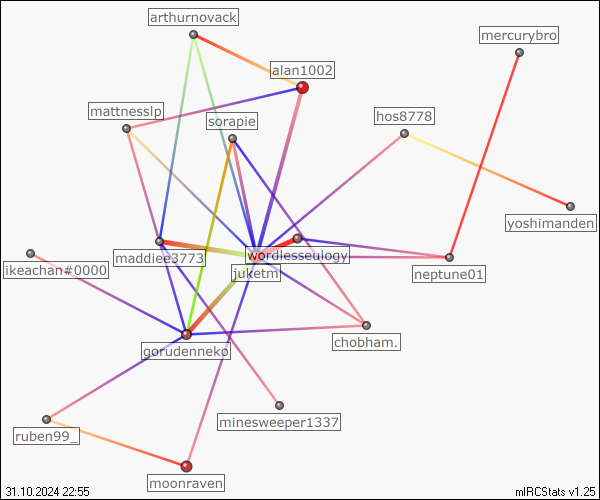 arthurnovack
mercurybro
alan1002
mattnesslp
sorapie
hos8778
yoshimanden
wordlesseulogy
maddiee3773
ikeachan#0000
juketm
neptune01
chobham.
gorudenneko
minesweeper1337
ruben99_
moonraven
31.10.2024 22:55
mIRCStats v1.25